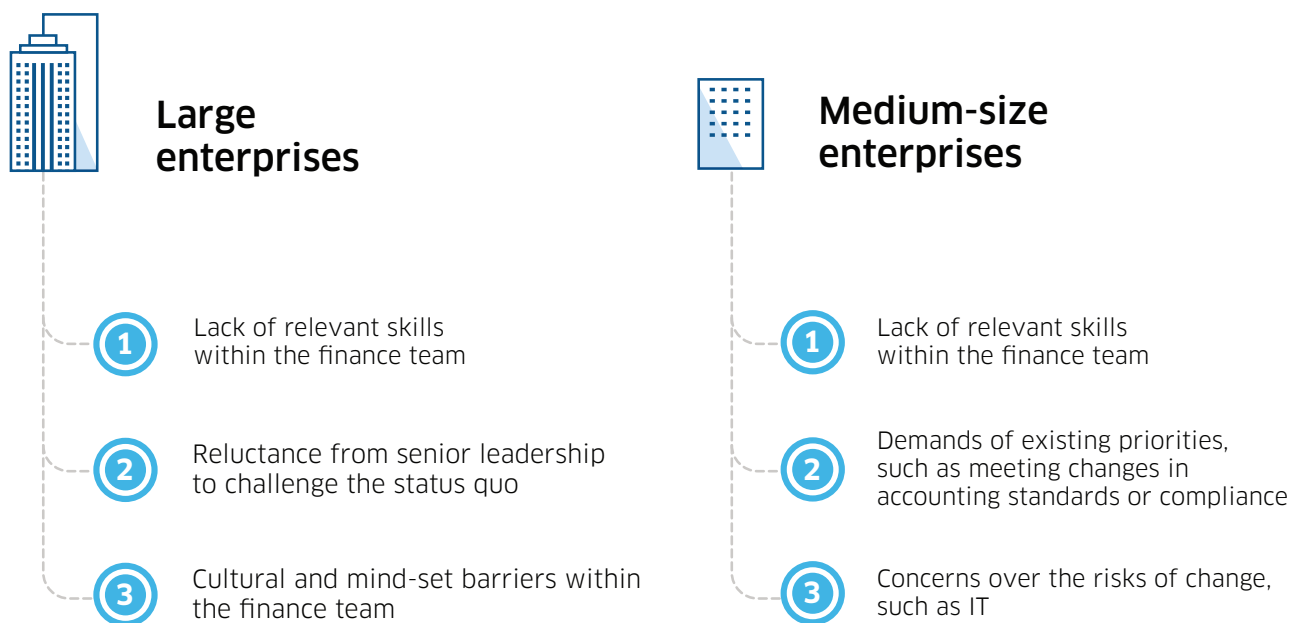 Large
enterprises
1
Lack of relevant skills
within the finance team
2
Reluctance from senior leadership
to challenge the status quo
3
Cultural and mind-set barriers within
the finance team
Medium-size
enterprises
1
Lack of relevant skills
within the finance team
2
Demands of existing priorities,
such as meeting changes in
accounting standards or compliance
3
Concerns over the risks of change,
such as IT